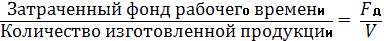 Затраченный фонд рабочего времени
Количество изготовленной продукции = Fд / V